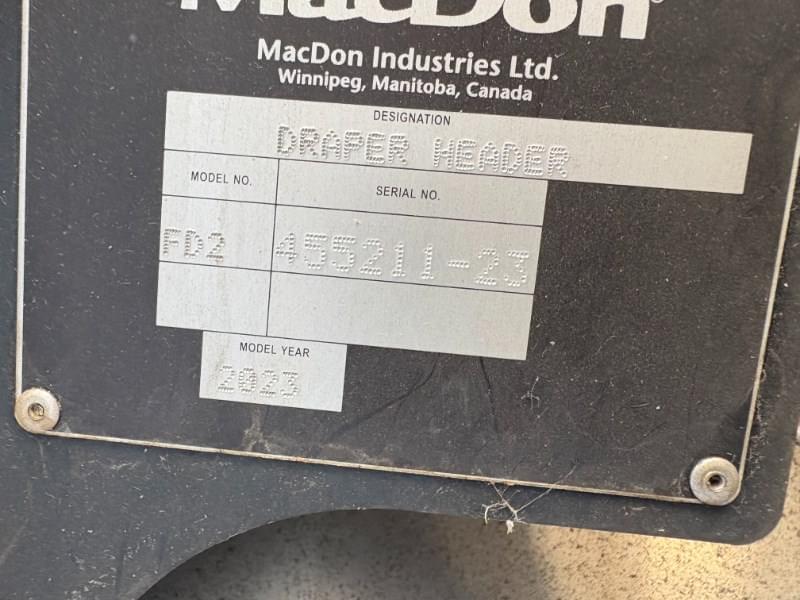 MacDon®
MacDon Industries Ltd.
Winnipeg, Manitoba, Canada
DESIGNATION
DRAPER HEADER
MODEL NO. SERIAL NO.
FD2 455211-23
MODEL YEAR
2023